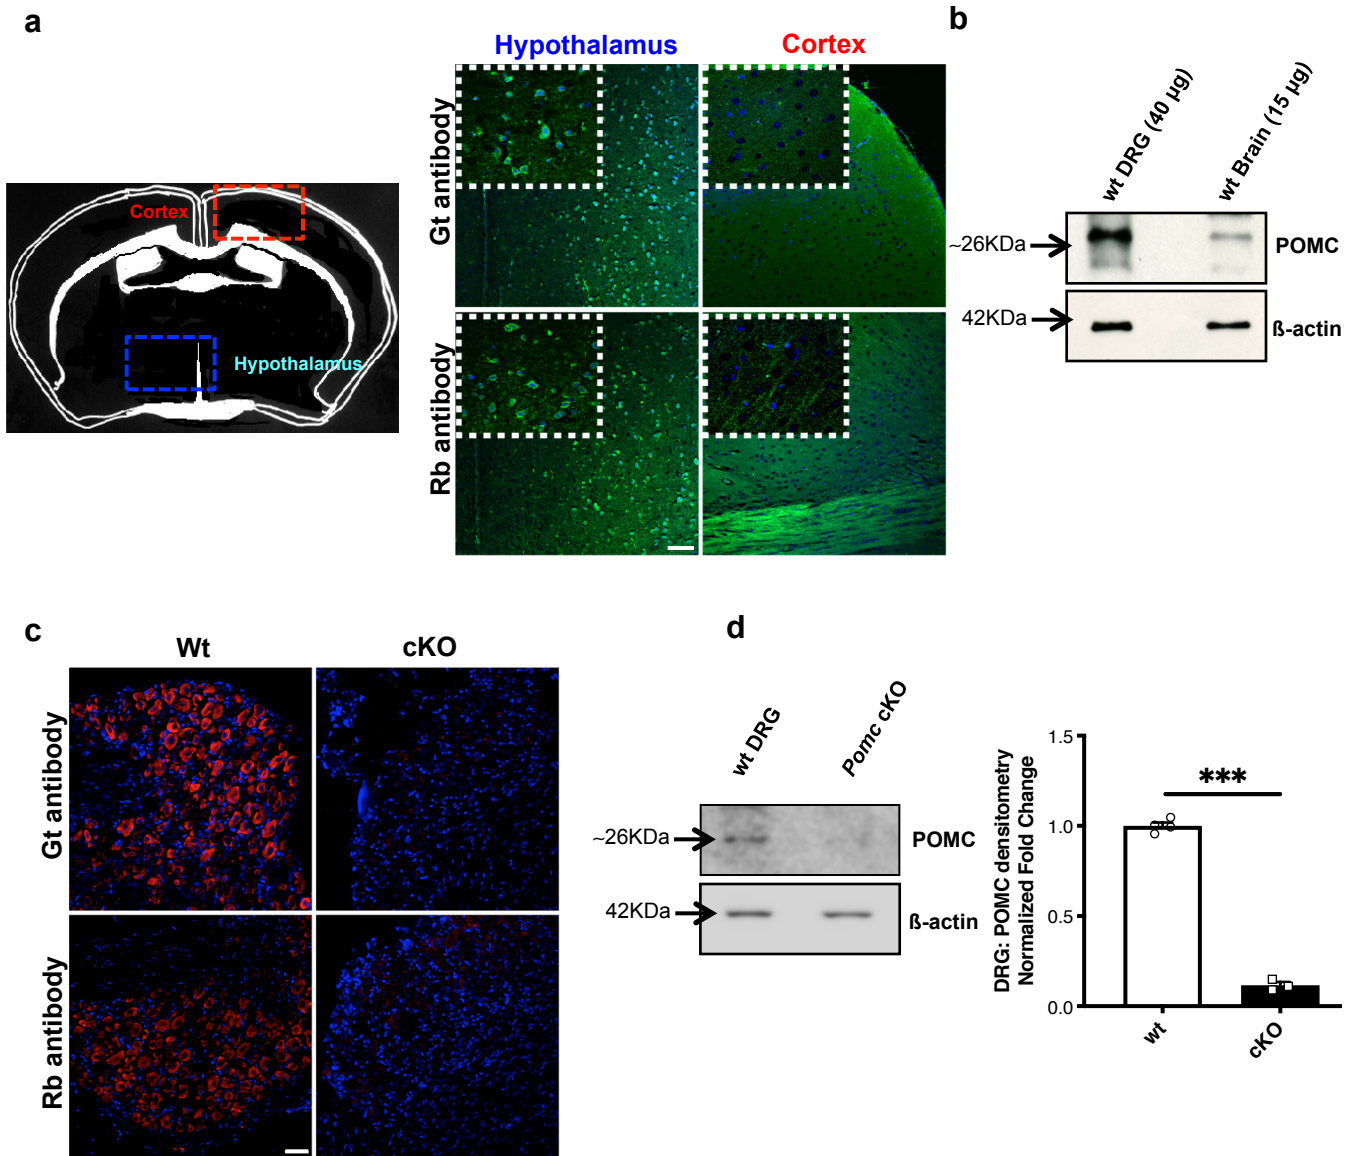 a
Hypothalamus
Cortex
Gt antibody
Rb antibody
Cortex
Hypothalamus
b
wt DRG (40 µg)
wt Brain (15 µg)
~26KDa
POMC
42KDa
ß-actin
c
Wt
cKO
Gt antibody
Rb antibody
d
wt DRG
Pomc cKO
~26KDa
POMC
42KDa
ß-actin
DRG: POMC densitometry
Normalized Fold Change
1.5
1.0
0.5
0.0
***
wt
cKO